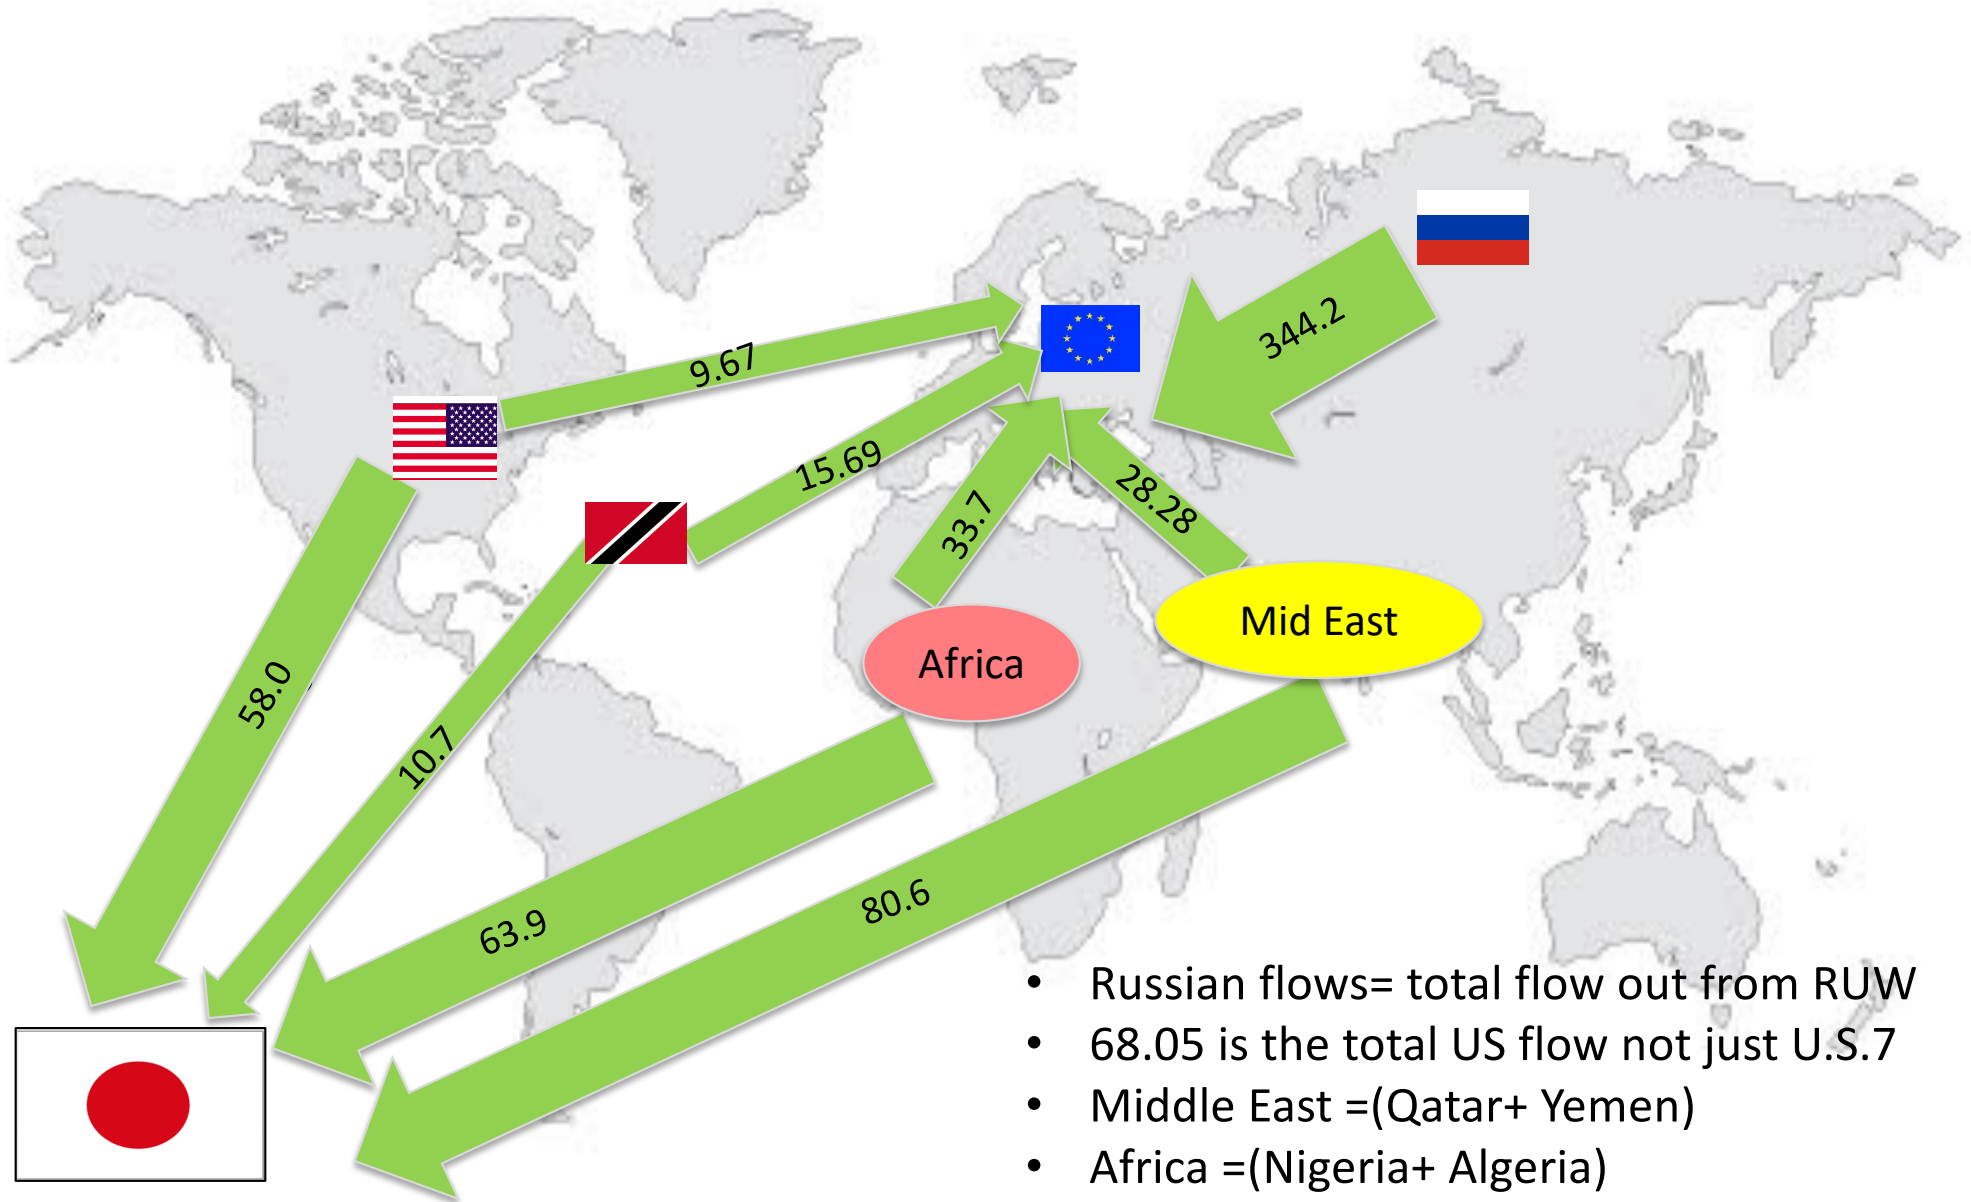 344.2
9.67
15.69
28.28
33.7
Mid East
Africa
58.0
10.7
80.6
63.9
• Russian flows= total flow out from RUW
• 68.05 is the total US flow not just U.S.7
• Middle East =(Qatar+ Yemen)
• Africa =(Nigeria+ Algeria)